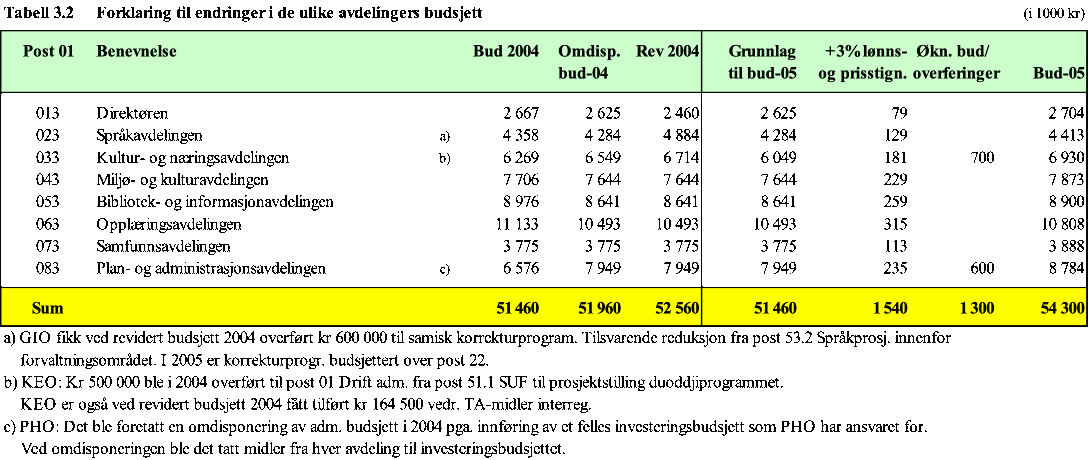 Tabell 3.2 Forklaring til endringer i de ulike avdelingers budsjett (i 1000 kr)
Post 01 Benevnelse Bud 2004 Omdisp. Rev 2004 Grunnlag +3% lønns- Økn. bud/
bud-04 til bud-05 og prisstign. overføringer Bud-05
013 Direktøren 2 667 2 625 2 460 2 625 79 2 704
023 Språkavdelingen a) 4 358 4 284 4 884 4 284 129 4 413
033 Kultur- og næringsavdelingen b) 6 269 6 549 6 714 6 049 181 700 6 930
043 Miljø- og kulturavdelingen 7 706 7 644 7 644 7 644 229 7 873
053 Bibliotek- og informasjonavdelingen 8 976 8 641 8 641 8 641 259 8 900
063 Opplæringsavdelingen 11 133 10 493 10 493 10 493 315 10 808
073 Samfunnsavdelingen 3 775 3 775 3 775 3 775 113 3 888
083 Plan- og administrasjonsavdelingen c) 6 576 7 949 7 949 7 949 235 600 8 784
Sum 51 460 51 960 52 560 51 460 1 540 1 300 54 300
a) GIO fikk ved revidert budsjett 2004 overført kr 600 000 til samisk korrekturprogram. Tilsvarende reduksjon fra post 53.2 Språkprosj. innenfor
forvaltningsområdet. I 2005 er korrekturprogr. budsjettert over post 22.
b) KEO: Kr 500 000 ble i 2004 overført til post 01 Drift adm. fra post 51.1 SUF til prosjektstilling duoddjiprogrammet.
KEO er også ved revidert budsjett 2004 fått tilført kr 164 500 vedr. TA-midler interreg.
c) PHO: Det ble foretatt en omdisponering av adm. budsjett i 2004 pga. innføring av et felles investeringsbudsjett som PHO har ansvaret for.
Ved omdisponeringen ble det tatt midler fra hver avdeling til investeringsbudsjettet.